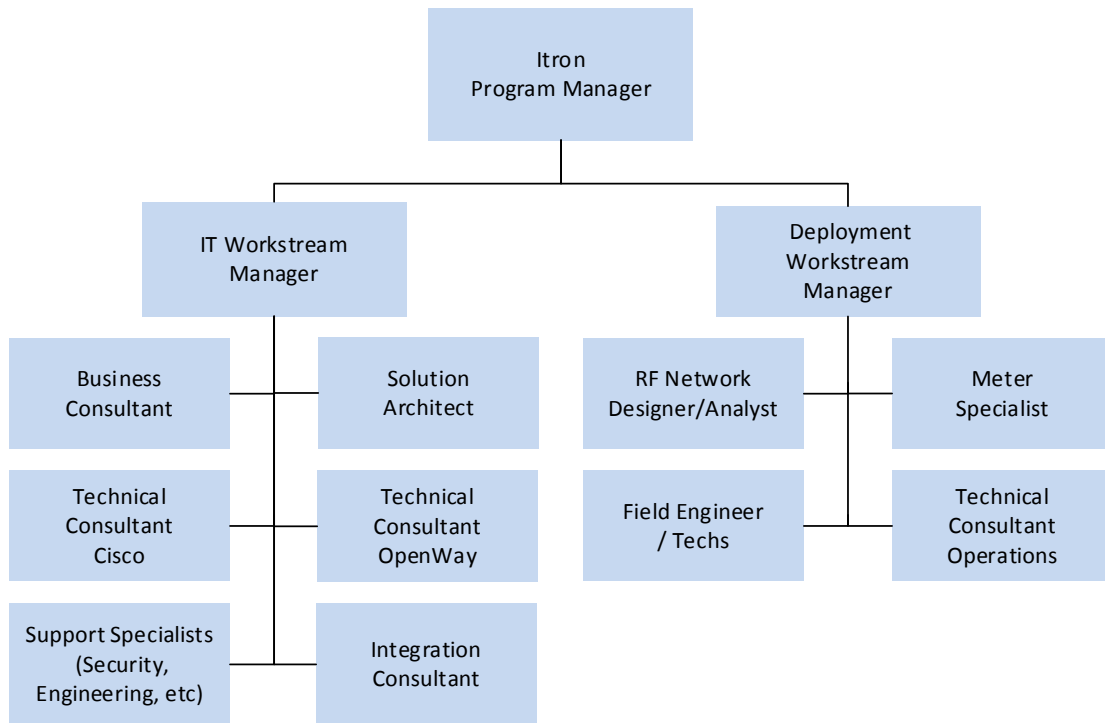 Itron
Program Manager
IT Workstream
Manager
Deployment
Workstream
Manager
Business
Consultant
Solution
Architect
RF Network
Designer/Analyst
Meter
Specialist
Technical
Consultant
Cisco
Technical
Consultant
OpenWay
Field Engineer
/ Techs
Technical
Consultant
Operations
Support Specialists
(Security,
Engineering, etc)
Integration
Consultant